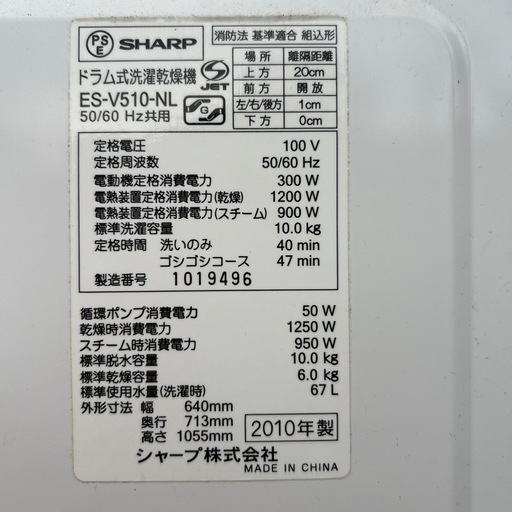 PSE SHARP
消防法 基準適合 組込形
場所 離隔距離
上方 20cm
前方 開放
左/右/後方 1cm
下方 0cm
ドラム式洗濯乾燥機
S JET
ES-V510-NL
50/60 Hz共用
G
定格電圧 100 V
定格周波数 50/60 Hz
電動機定格消費電力 300 W
電熱装置定格消費電力(乾燥) 1200 W
電熱装置定格消費電力(スチーム) 900 W
標準洗濯容量 10.0 kg
定格時間 洗いのみ 40 min
ゴシゴシコース 47 min
製造番号 1019496
循環ポンプ消費電力 50 W
乾燥時消費電力 1250 W
スチーム時消費電力 950 W
標準脱水容量 10.0 kg
標準乾燥容量 6.0 kg
標準使用水量(洗濯時) 67 L
外形寸法 幅 640mm
奥行 713mm
高さ 1055mm
2010年製
シャープ株式会社
MADE IN CHINA